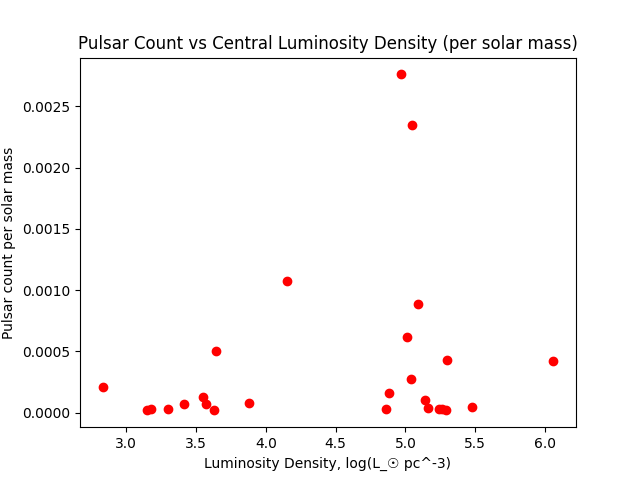 Pulsar Count vs Central Luminosity Density (per solar mass)
Pulsar count per solar mass
0.0025
0.0020
0.0015
0.0010
0.0005
0.0000
3.0 3.5 4.0 4.5 5.0 5.5 6.0
Luminosity Density, log(L_☉ pc^-3)